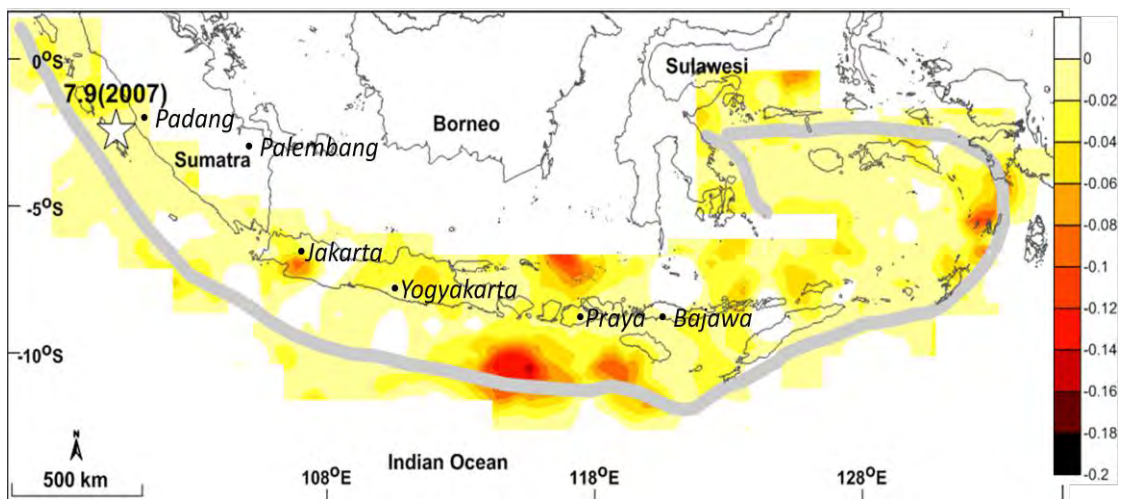 0°S
7.9(2007)
Padang
Sumatra
Palembang
Borneo
Sulawesi
-5°S
Jakarta
Yogyakarta
Praya
Bajawa
-10°S
N
500 km
Indian Ocean
108°E
118°E
128°E
0
-0.02
-0.04
-0.06
-0.08
-0.1
-0.12
-0.14
-0.16
-0.18
-0.2